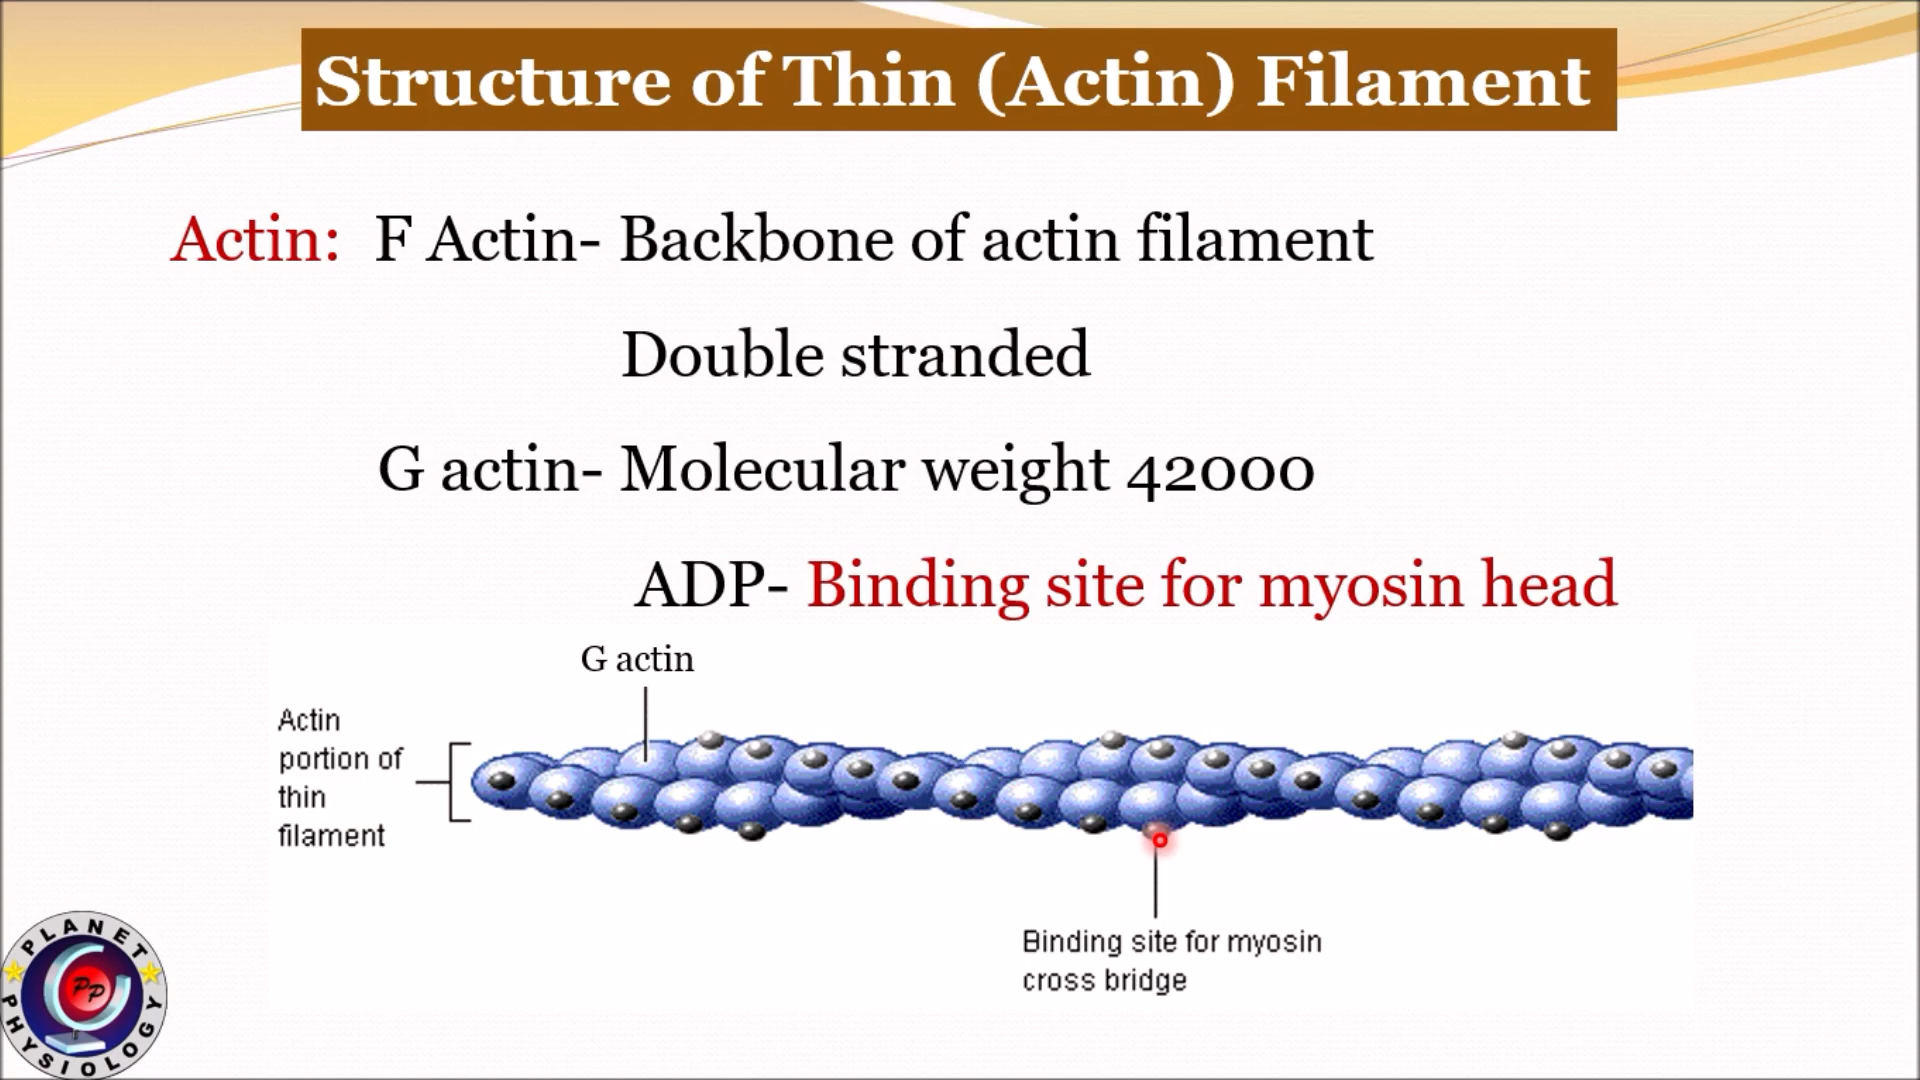 Structure of Thin (Actin) Filament
Actin: F Actin- Backbone of actin filament
Double stranded
G actin- Molecular weight 42000
ADP- Binding site for myosin head
G actin
Actin
portion of
thin
filament
Binding site for myosin
cross bridge
PLANET
PP
PHYSIOLOGY